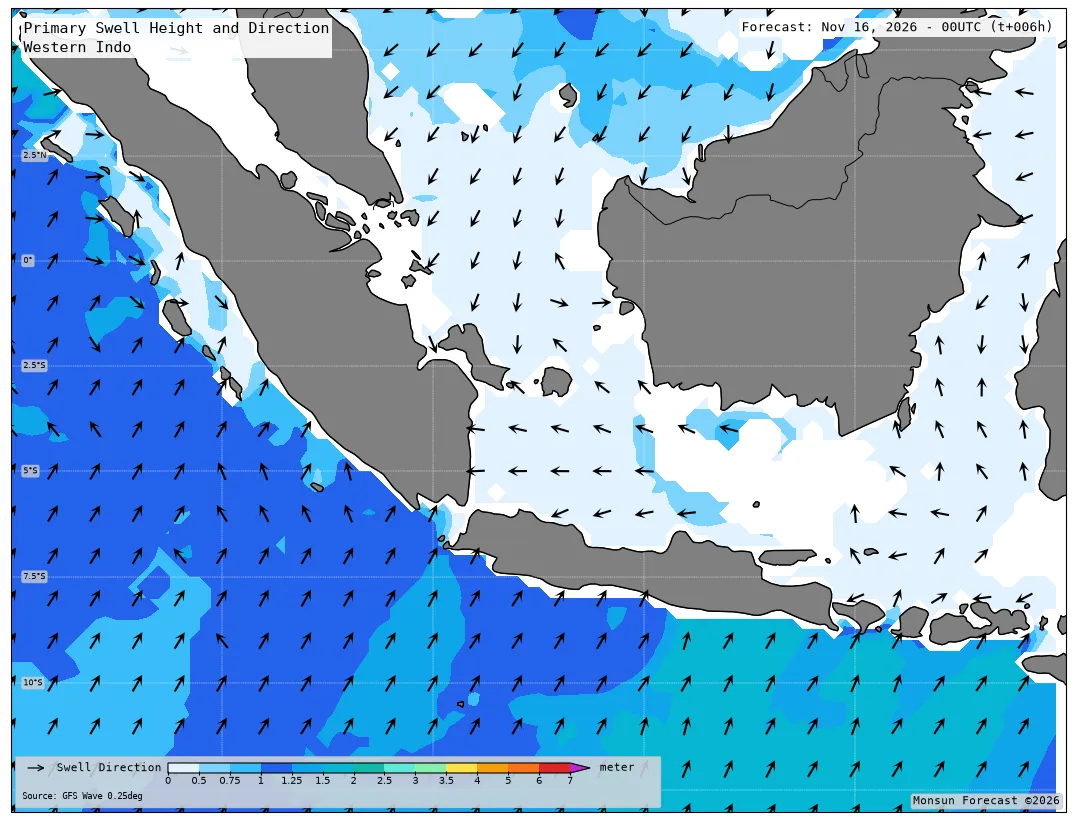 Primary Swell Height and Direction
Western Indo
Forecast: Nov 16, 2026 - 00UTC (t+006h)
2.5°N
0°
2.5°S
5°S
7.5°S
10°S
Swell Direction
meter
0 0.5 0.75 1 1.25 1.5 2 2.5 3 3.5 4 5 6 7
Source: GFS Wave 0.25deg
Monsun Forecast ©2026